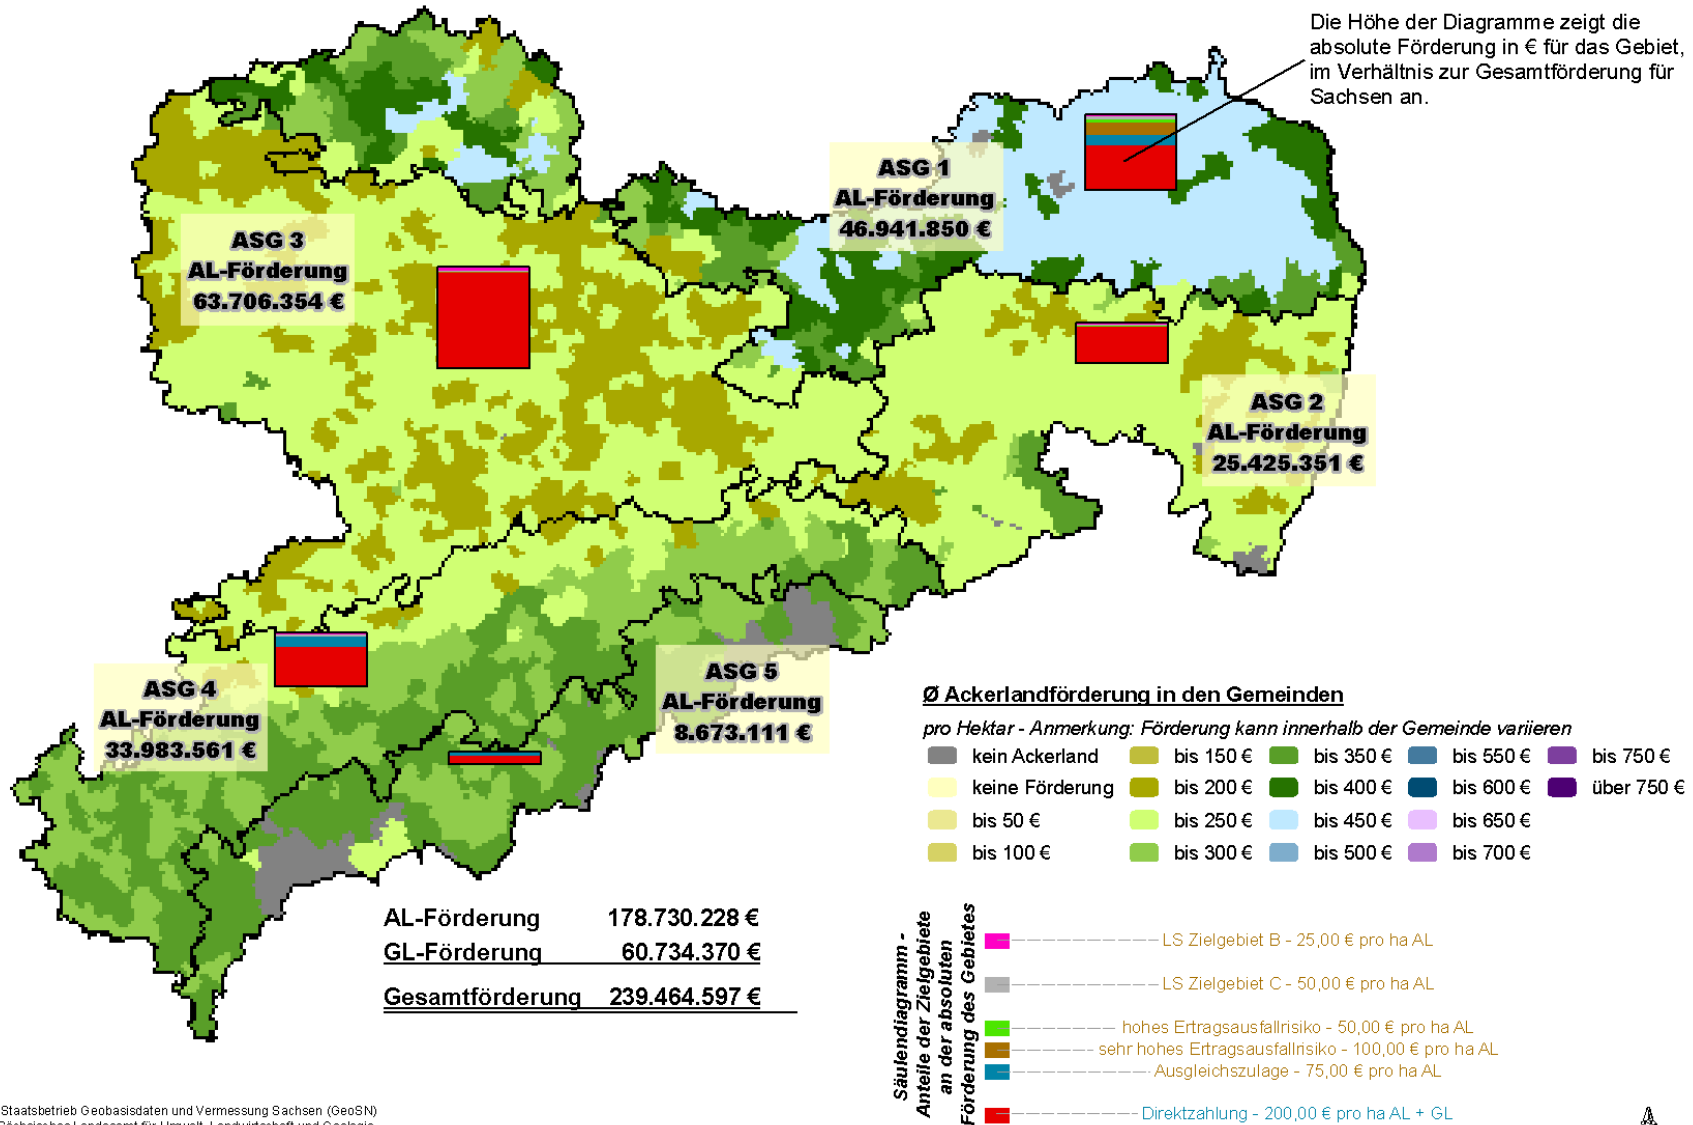 Die Höhe der Diagramme zeigt die
absolute Förderung in € für das Gebiet,
im Verhältnis zur Gesamtförderung für
Sachsen an.
ASG 1
AL-Förderung
46.941.850 €
ASG 3
AL-Förderung
63.706.354 €
ASG 2
AL-Förderung
25.425.351 €
ASG 4
AL-Förderung
33.983.561 €
ASG 5
AL-Förderung
8.673.111 €
Ø Ackerlandförderung in den Gemeinden
pro Hektar - Anmerkung: Förderung kann innerhalb der Gemeinde variieren
kein Ackerland
keine Förderung
bis 50 €
bis 100 €
bis 150 €
bis 200 €
bis 250 €
bis 300 €
bis 350 €
bis 400 €
bis 450 €
bis 500 €
bis 550 €
bis 600 €
bis 650 €
bis 700 €
bis 750 €
über 750 €
AL-Förderung 178.730.228 €
GL-Förderung 60.734.370 €
Gesamtförderung 239.464.597 €
Säulendiagramm -
Anteile der Zielgebiete
an der absoluten
Förderung des Gebietes
LS Zielgebiet B - 25,00 € pro ha AL
LS Zielgebiet C - 50,00 € pro ha AL
hohes Ertragsausfallrisiko - 50,00 € pro ha AL
sehr hohes Ertragsausfallrisiko - 100,00 € pro ha AL
Ausgleichszulage - 75,00 € pro ha AL
Direktzahlung - 200,00 € pro ha AL + GL
Staatsbetrieb Geobasisdaten und Vermessung Sachsen (GeoSN)
Sächsisches Landesamt für Umwelt, Landwirtschaft und Geologie